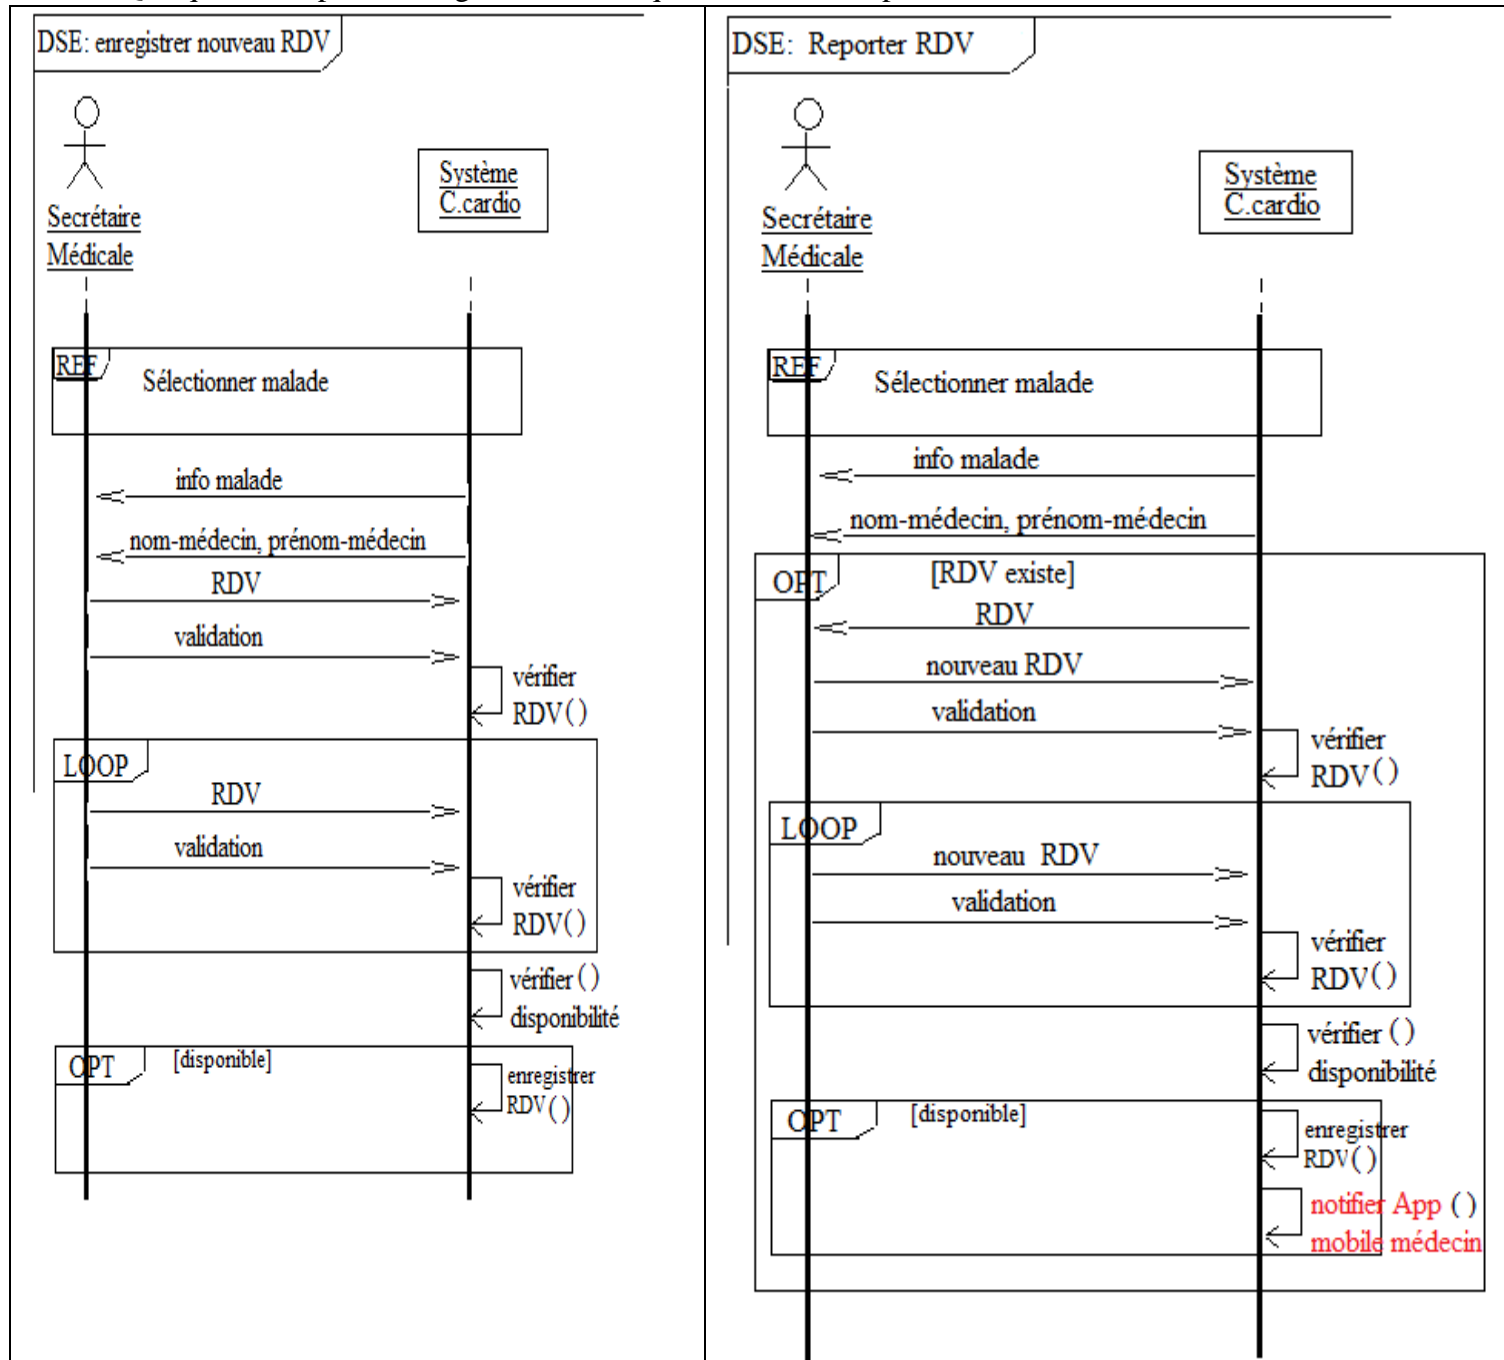 DSE: enregistrer nouveau RDV
Secrétaire
Médicale
Système
C.cardio
REF
Sélectionner malade
info malade
nom-médecin, prénom-médecin
RDV
validation
vérifier
RDV()
LOOP
RDV
validation
vérifier
RDV()
vérifier()
disponibilité
OPT
[disponible]
enregistrer
RDV()
DSE: Reporter RDV
Secrétaire
Médicale
Système
C.cardio
REF
Sélectionner malade
info malade
nom-médecin, prénom-médecin
OPT
[RDV existe]
RDV
nouveau RDV
validation
vérifier
RDV()
LOOP
nouveau RDV
validation
vérifier
RDV()
vérifier ()
disponibilité
OPT
[disponible]
enregistrer
RDV()
notifier App ()
mobile médecin